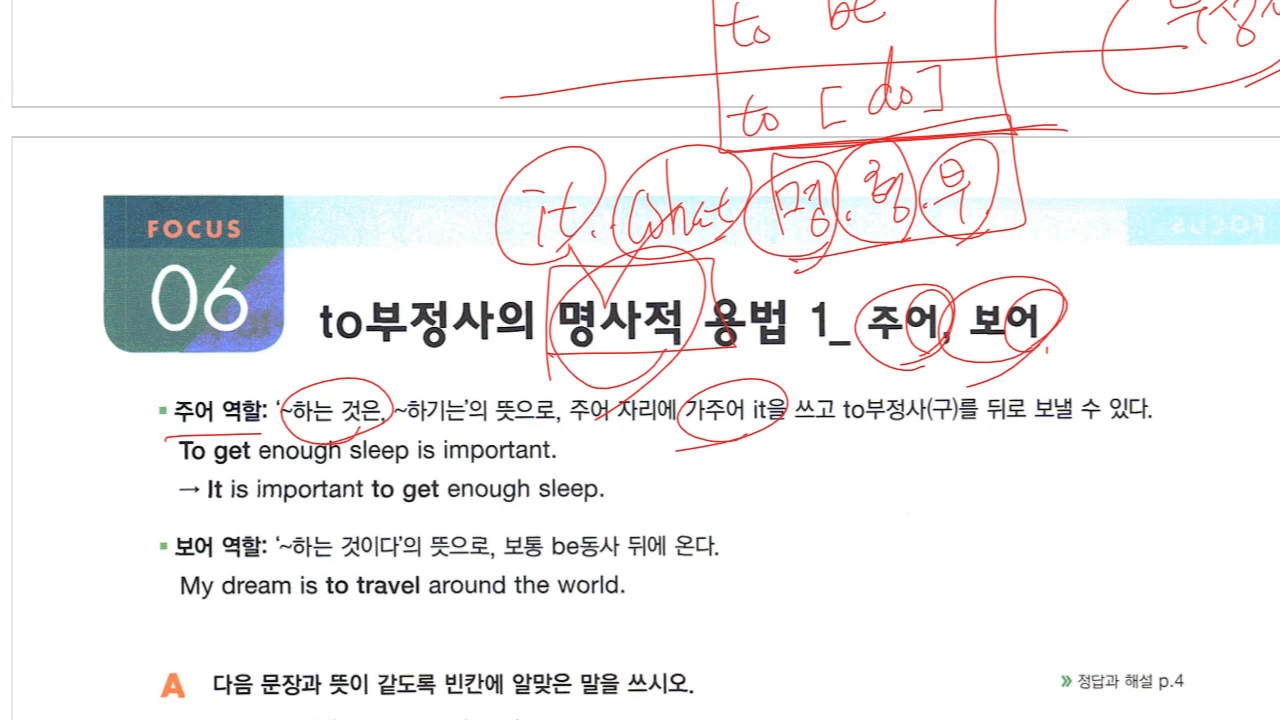 to be 부정사
to [do]
it. what 명.형.부.
FOCUS
06
to부정사의 명사적 용법 1_ 주어, 보어
주어 역할: '~하는 것은, ~하기는'의 뜻으로, 주어 자리에 가주어 it을 쓰고 to부정사(구)를 뒤로 보낼 수 있다.
To get enough sleep is important.
→ It is important to get enough sleep.
보어 역할: '~하는 것이다'의 뜻으로, 보통 be동사 뒤에 온다.
My dream is to travel around the world.
A 다음 문장과 뜻이 같도록 빈칸에 알맞은 말을 쓰시오.
» 정답과 해설 p.4